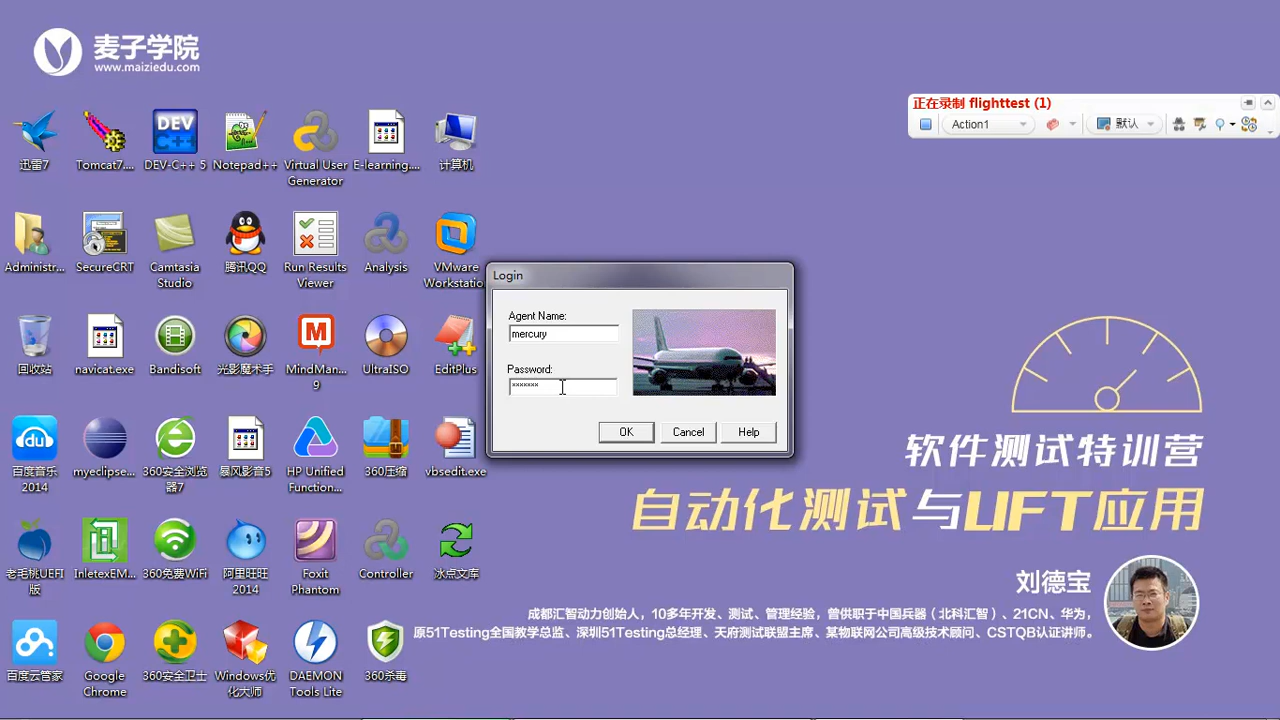 麦子学院
www.maiziedu.com
正在录制 flighttest (1)
Action1
默认
迅雷7
Tomcat7....
DEV-C++ 5
Notepad++
Virtual User
Generator
E-learning....
计算机
Administr...
SecureCRT
Camtasia
Studio
腾讯QQ
Run Results
Viewer
Analysis
VMware
Workstatio
回收站
navicat.exe
Bandisoft
光影魔术手
MindMan...
9
UltraISO
EditPlus
百度音乐
2014
myeclipse...
360安全浏览
器7
暴风影音5
HP Unified
Function...
360压缩
vbsedit.exe
老毛桃UEFI
版
InletexEM...
360免费WiFi
阿里旺旺
2014
Foxit
Phantom
Controller
冰点文库
百度云管家
Google
Chrome
360安全卫士
Windows优
化大师
DAEMON
Tools Lite
360杀毒
Login
Agent Name:
mercury
Password:
*******
OK
Cancel
Help
软件测试特训营
自动化测试与UFT应用
刘德宝
成都汇智动力创始人，10多年开发、测试、管理经验，曾供职于中国兵器（北科汇智）、21CN、华为，
原51Testing全国教学总监、深圳51Testing总经理、天府测试联盟主席、某物联网公司高级技术顾问、CSTQB认证讲师。